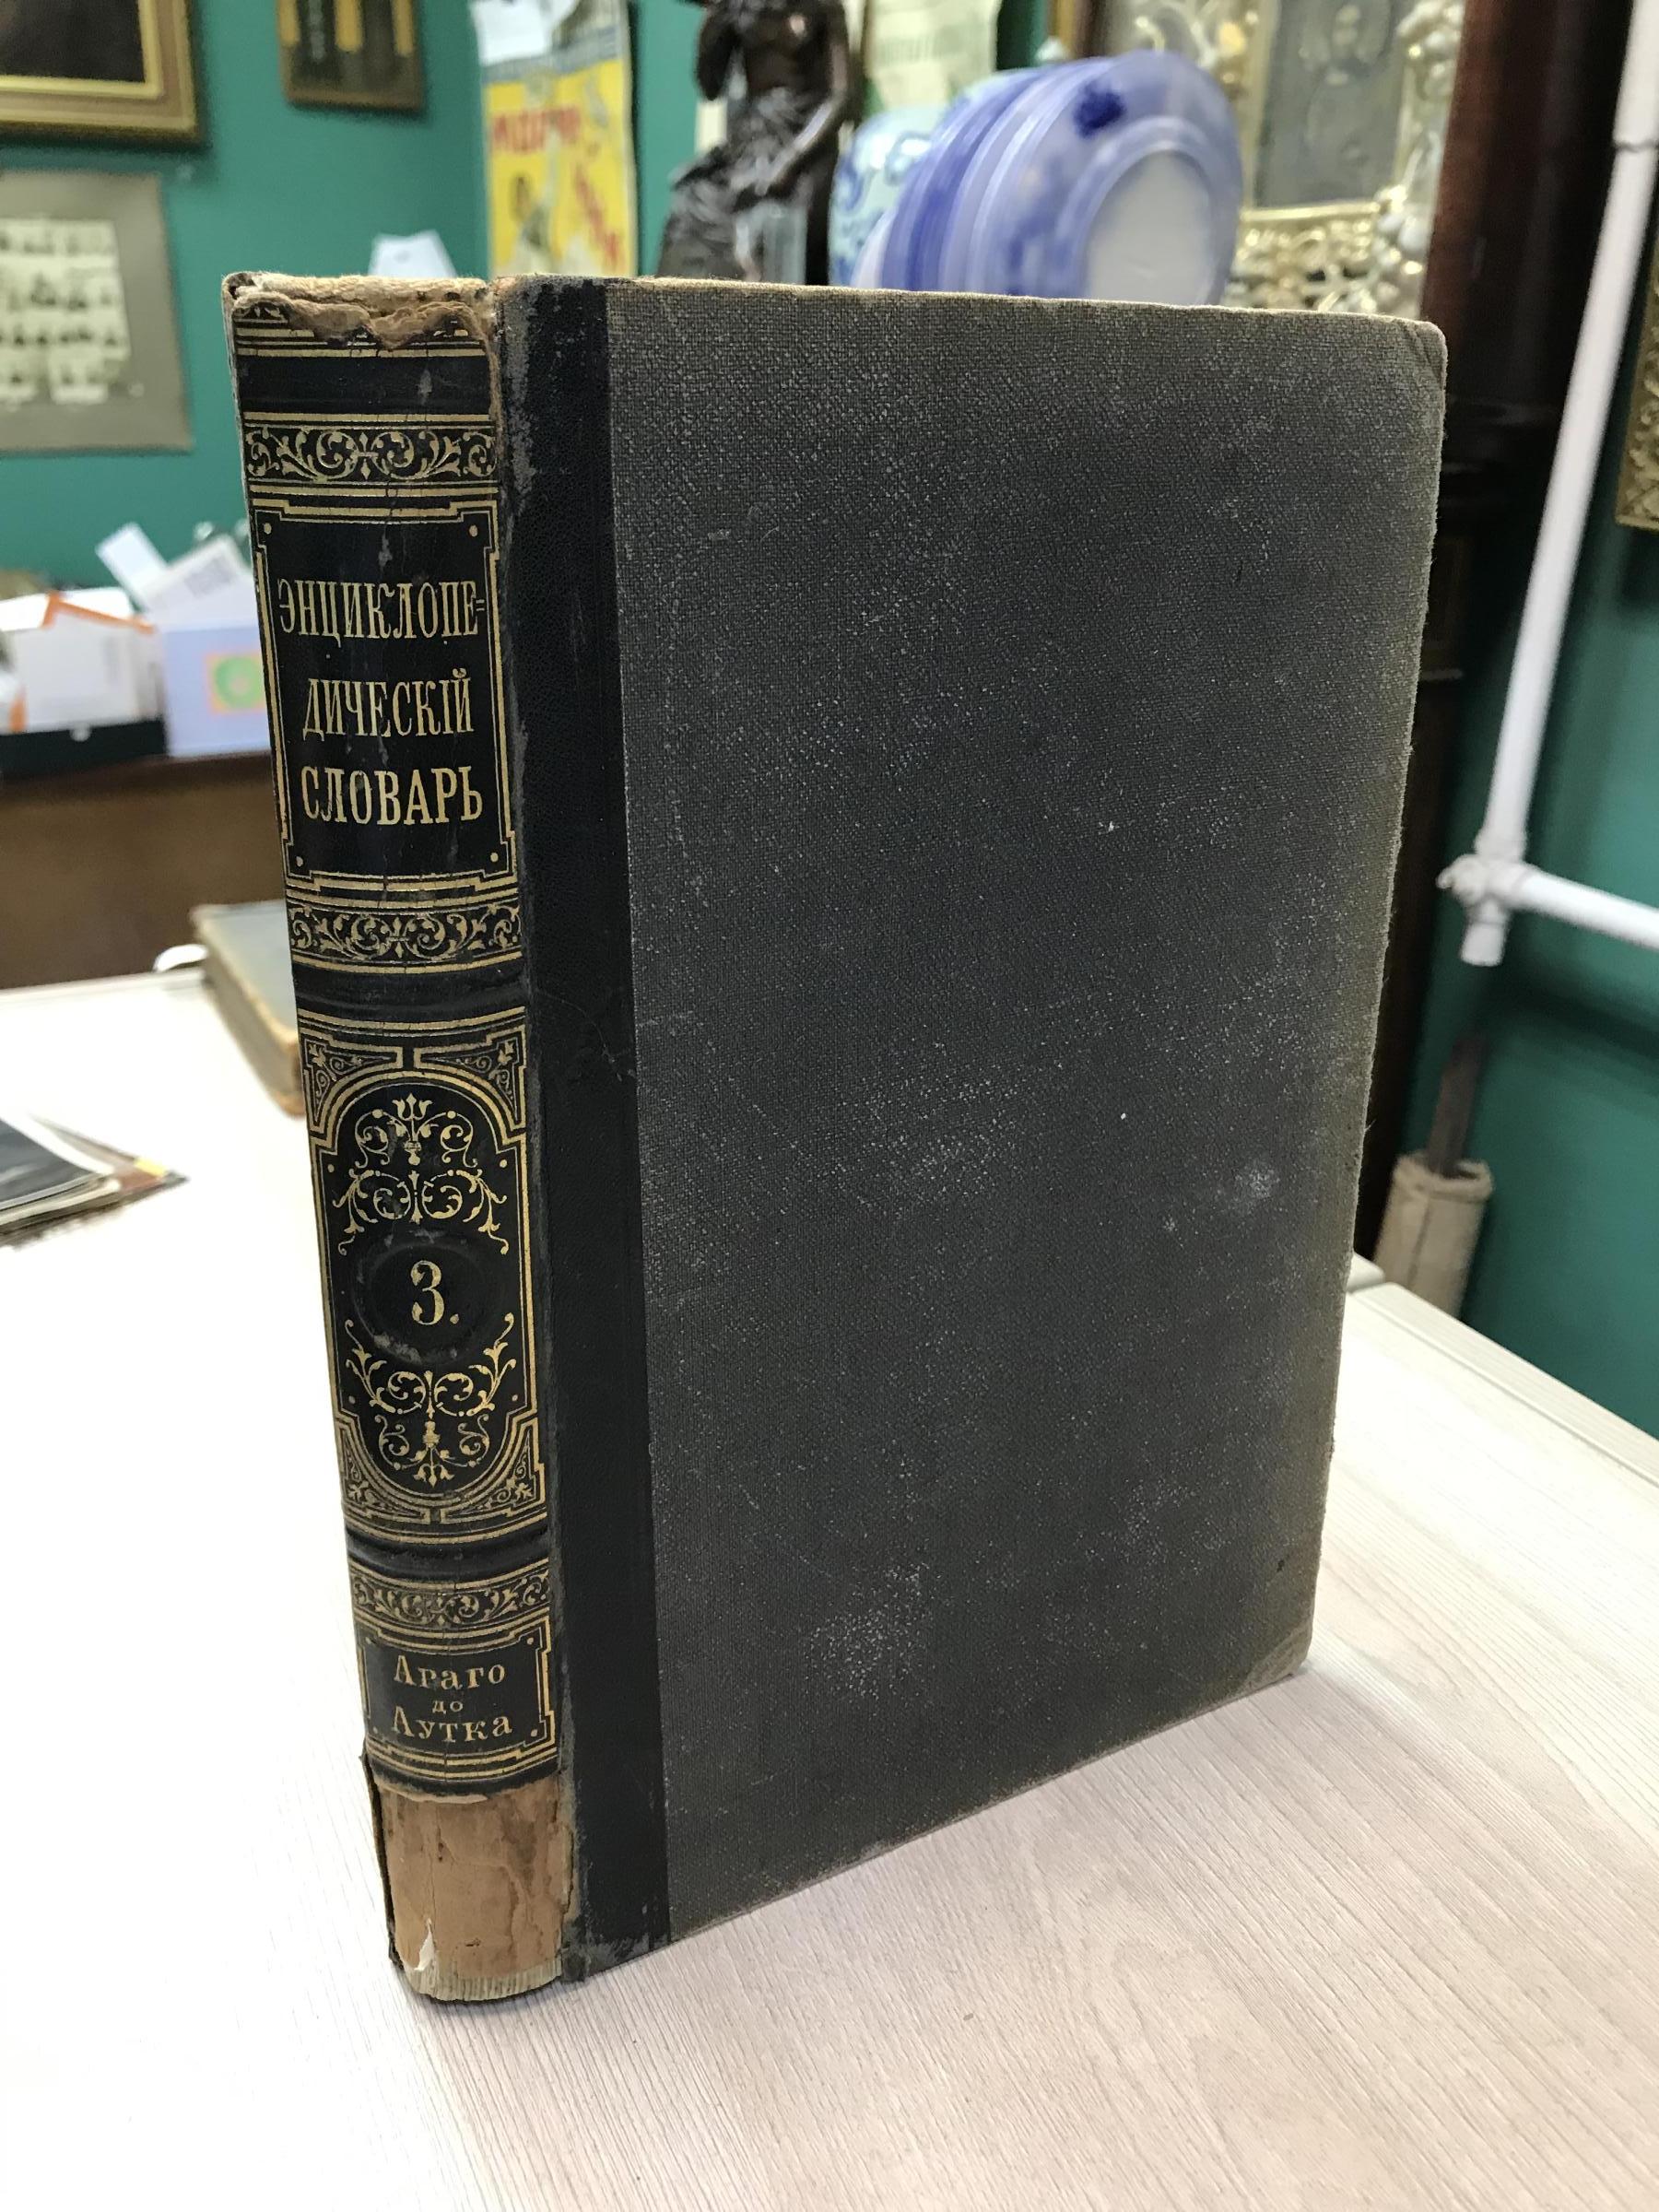 ЭНЦИКЛОПЕ=
ДИЧЕСКІЙ
СЛОВАРЬ
3.
Араго
до
Аутка